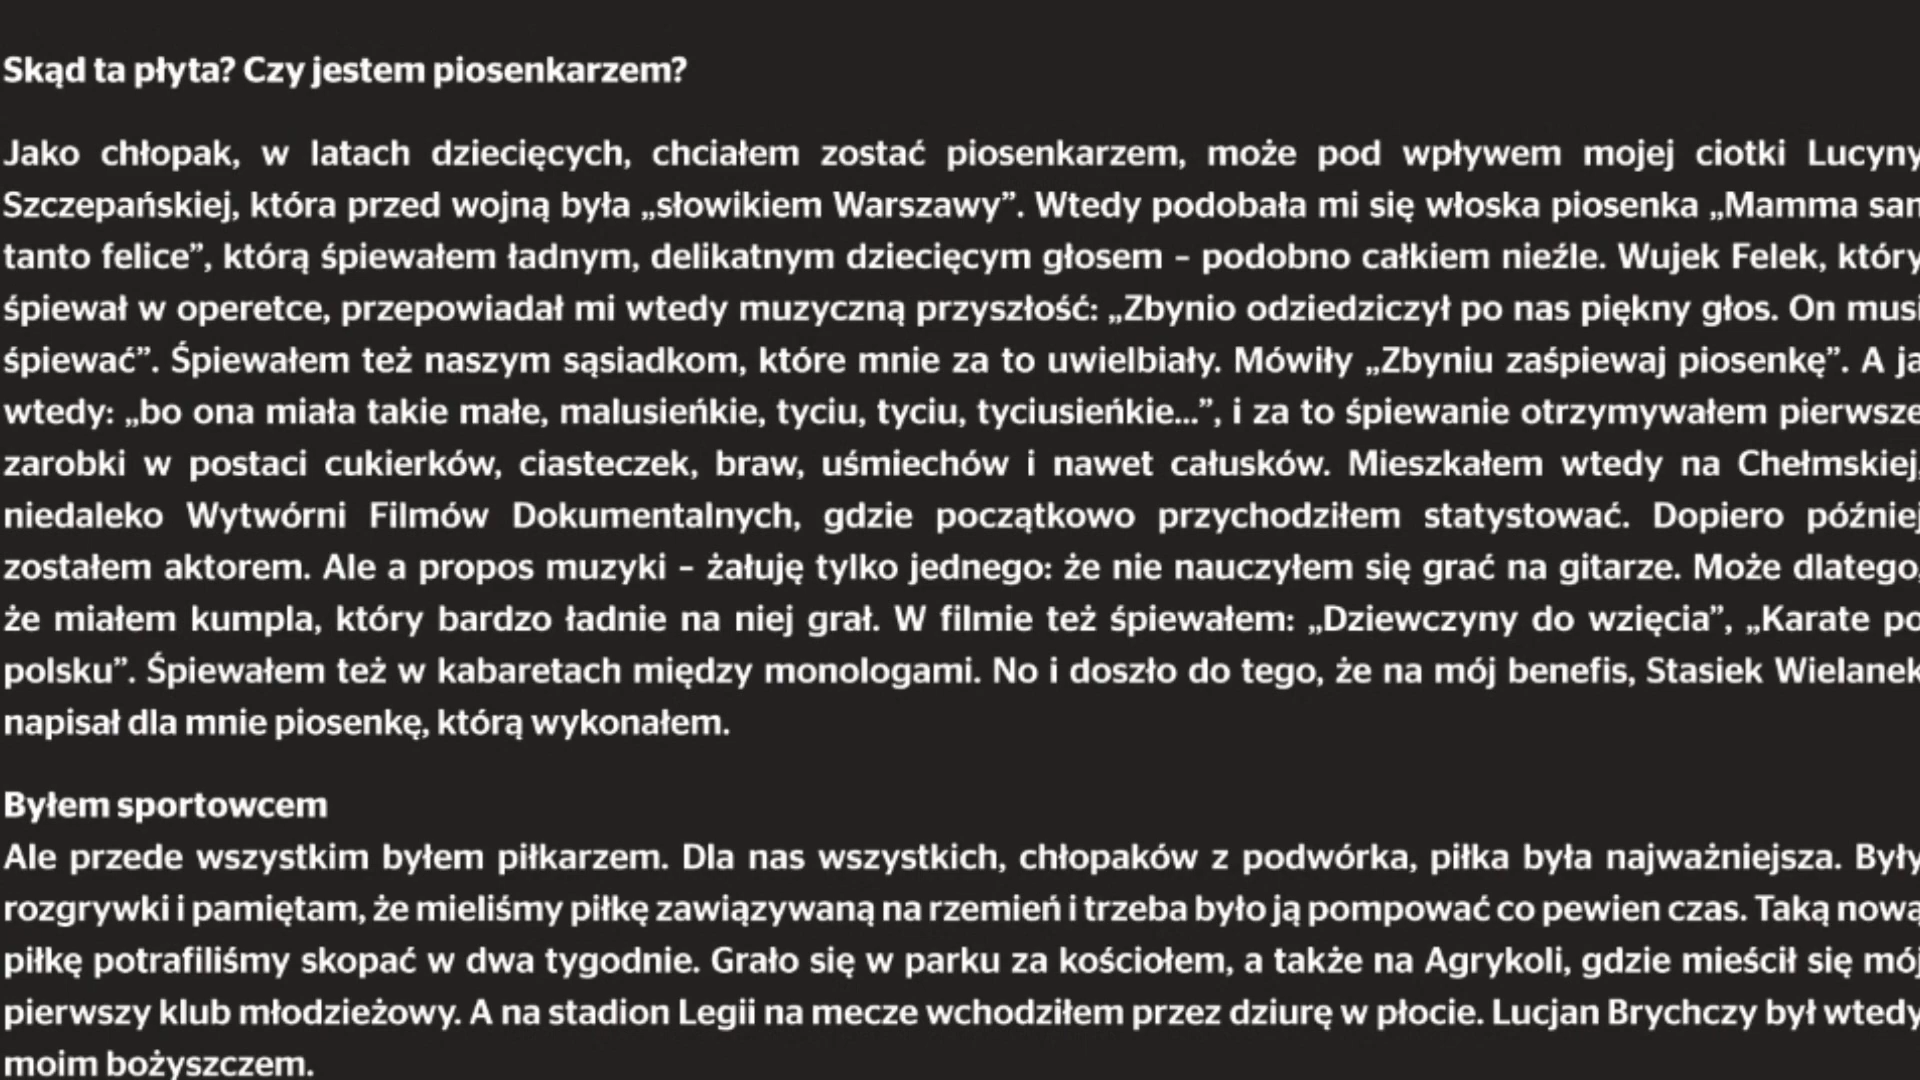 Skąd ta płyta? Czy jestem piosenkarzem?
Jako chłopak, w latach dziecięcych, chciałem zostać piosenkarzem, może pod wpływem mojej ciotki Lucyny
Szczepańskiej, która przed wojną była „słowikiem Warszawy”. Wtedy podobała mi się włoska piosenka „Mamma san
tanto felice”, którą śpiewałem ładnym, delikatnym dziecięcym głosem – podobno całkiem nieźle. Wujek Felek, który
śpiewał w operetce, przepowiadał mi wtedy muzyczną przyszłość: „Zbynio odziedziczył po nas piękny głos. On musi
śpiewać”. Śpiewałem też naszym sąsiadkom, które mnie za to uwielbiały. Mówiły „Zbyniu zaśpiewaj piosenkę”. A ja
wtedy: „bo ona miała takie małe, malusieńkie, tyciu, tyciu, tyciusieńkie...”, i za to śpiewanie otrzymywałem pierwsze
zarobki w postaci cukierków, ciasteczek, braw, uśmiechów i nawet całusków. Mieszkałem wtedy na Chełmskiej,
niedaleko Wytwórni Filmów Dokumentalnych, gdzie początkowo przychodziłem statystować. Dopiero później
zostałem aktorem. Ale a propos muzyki – żałuję tylko jednego: że nie nauczyłem się grać na gitarze. Może dlatego,
że miałem kumpla, który bardzo ładnie na niej grał. W filmie też śpiewałem: „Dziewczyny do wzięcia”, „Karate po
polsku”. Śpiewałem też w kabaretach między monologami. No i doszło do tego, że na mój benefis, Stasiek Wielanek
napisał dla mnie piosenkę, którą wykonałem.
Byłem sportowcem
Ale przede wszystkim byłem piłkarzem. Dla nas wszystkich, chłopaków z podwórka, piłka była najważniejsza. Były
rozgrywki i pamiętam, że mieliśmy piłkę zawiązywaną na rzemień i trzeba było ją pompować co pewien czas. Taką nową
piłkę potrafiliśmy skopać w dwa tygodnie. Grało się w parku za kościołem, a także na Agrykoli, gdzie mieścił się mój
pierwszy klub młodzieżowy. A na stadion Legii na mecze wchodziłem przez dziurę w płocie. Lucjan Brychczy był wtedy
moim bożyszczem.